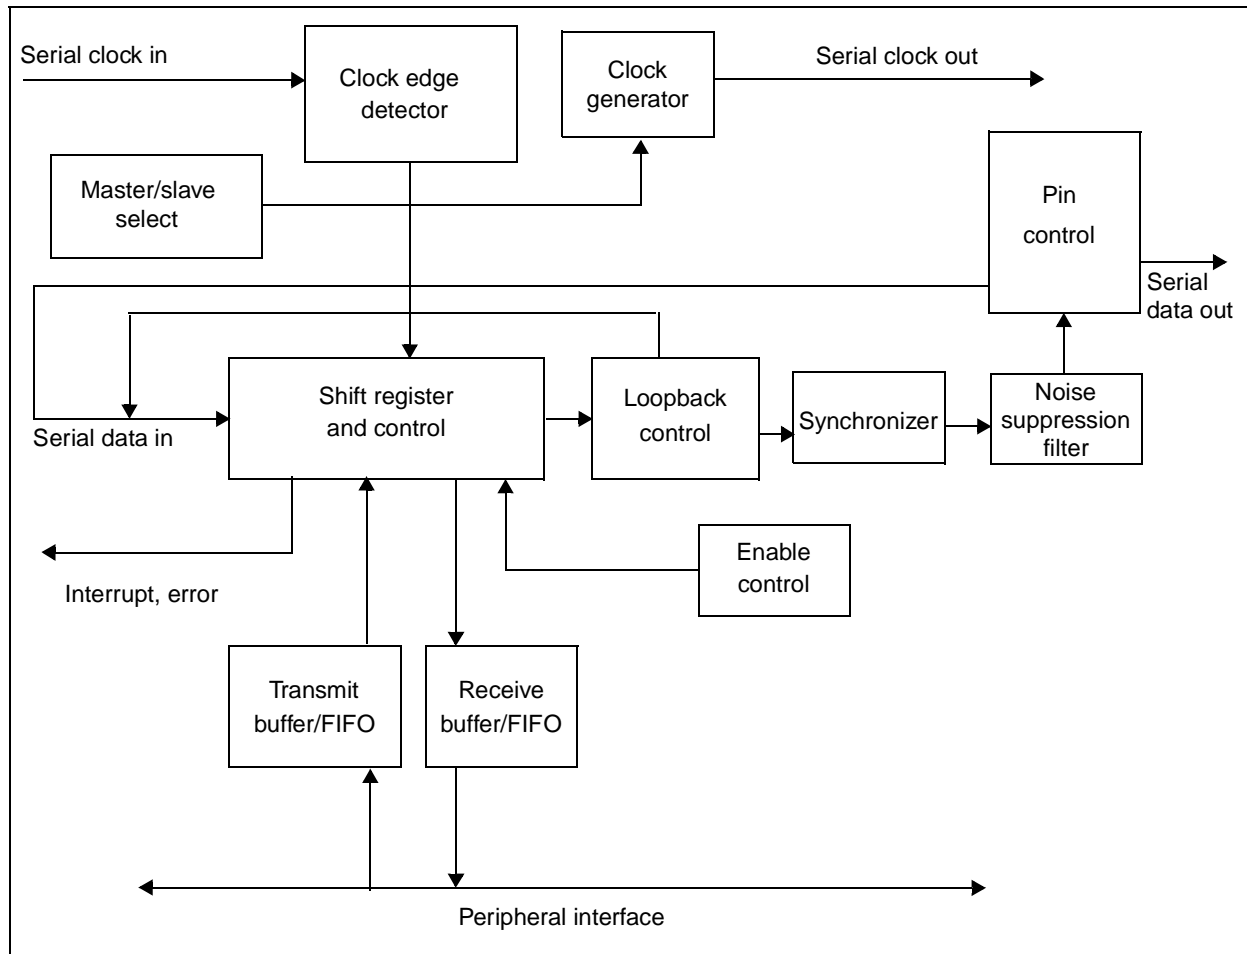 Serial clock in
Clock edge
detector
Clock
generator
Serial clock out
Master/slave
select
Pin
control
Serial
data out
Shift register
and control
Loopback
control
Synchronizer
Noise
suppression
filter
Serial data in
Enable
control
Interrupt, error
Transmit
buffer/FIFO
Receive
buffer/FIFO
Peripheral interface